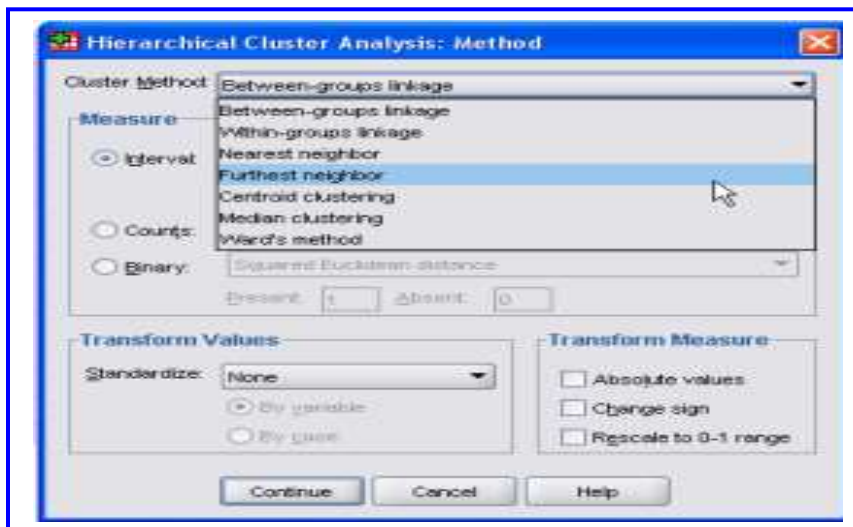 Hierarchical Cluster Analysis: Method
Cluster Method: Between-groups linkage
Between-groups linkage
Within-groups linkage
Nearest neighbor
Furthest neighbor
Centroid clustering
Median clustering
Ward's method
Measure
Interval:
Counts:
Binary: Squared Euclidean distance
Present: 1 Absent: 0
Transform Values
Standardize: None
By variable
By case
Transform Measure
Absolute values
Change sign
Rescale to 0-1 range
Continue Cancel Help